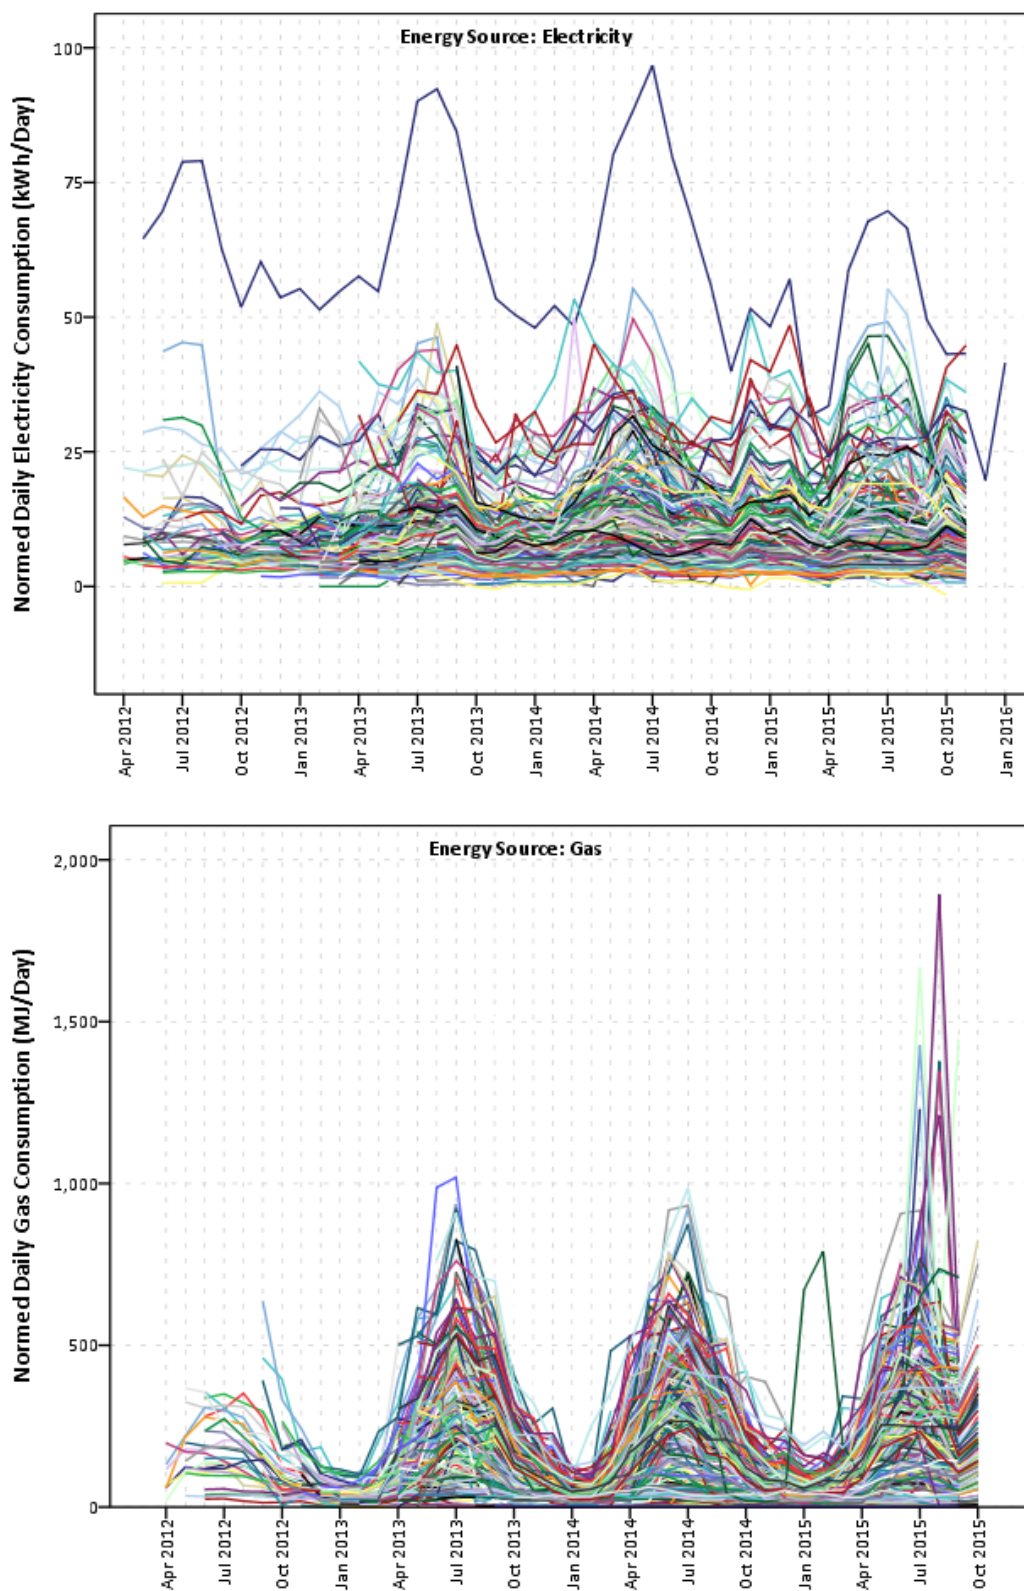 Energy Source: Electricity
Normed Daily Electricity Consumption (kWh/Day)
100
75
50
25
0
Apr 2012
Jul 2012
Oct 2012
Jan 2013
Apr 2013
Jul 2013
Oct 2013
Jan 2014
Apr 2014
Jul 2014
Oct 2014
Jan 2015
Apr 2015
Jul 2015
Oct 2015
Jan 2016
Energy Source: Gas
Normed Daily Gas Consumption (MJ/Day)
2,000
1,500
1,000
500
0
Apr 2012
Jul 2012
Oct 2012
Jan 2013
Apr 2013
Jul 2013
Oct 2013
Jan 2014
Apr 2014
Jul 2014
Oct 2014
Jan 2015
Apr 2015
Jul 2015
Oct 2015